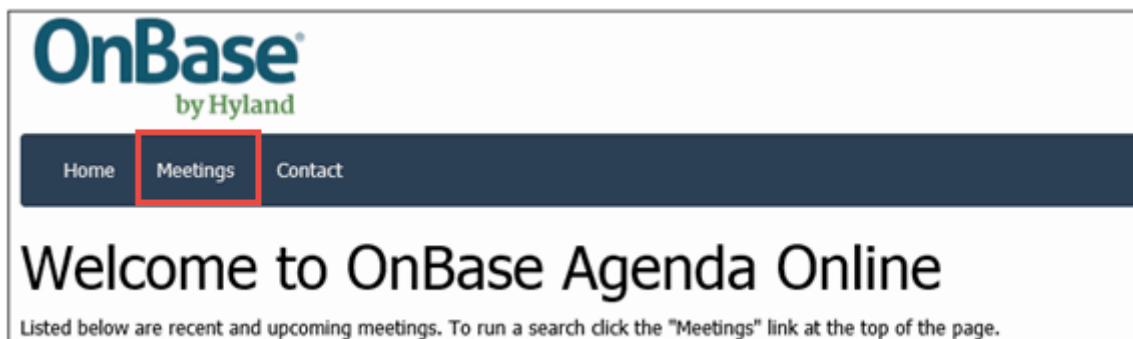 OnBase
by Hyland
Home Meetings Contact
Welcome to OnBase Agenda Online
Listed below are recent and upcoming meetings. To run a search click the "Meetings" link at the top of the page.